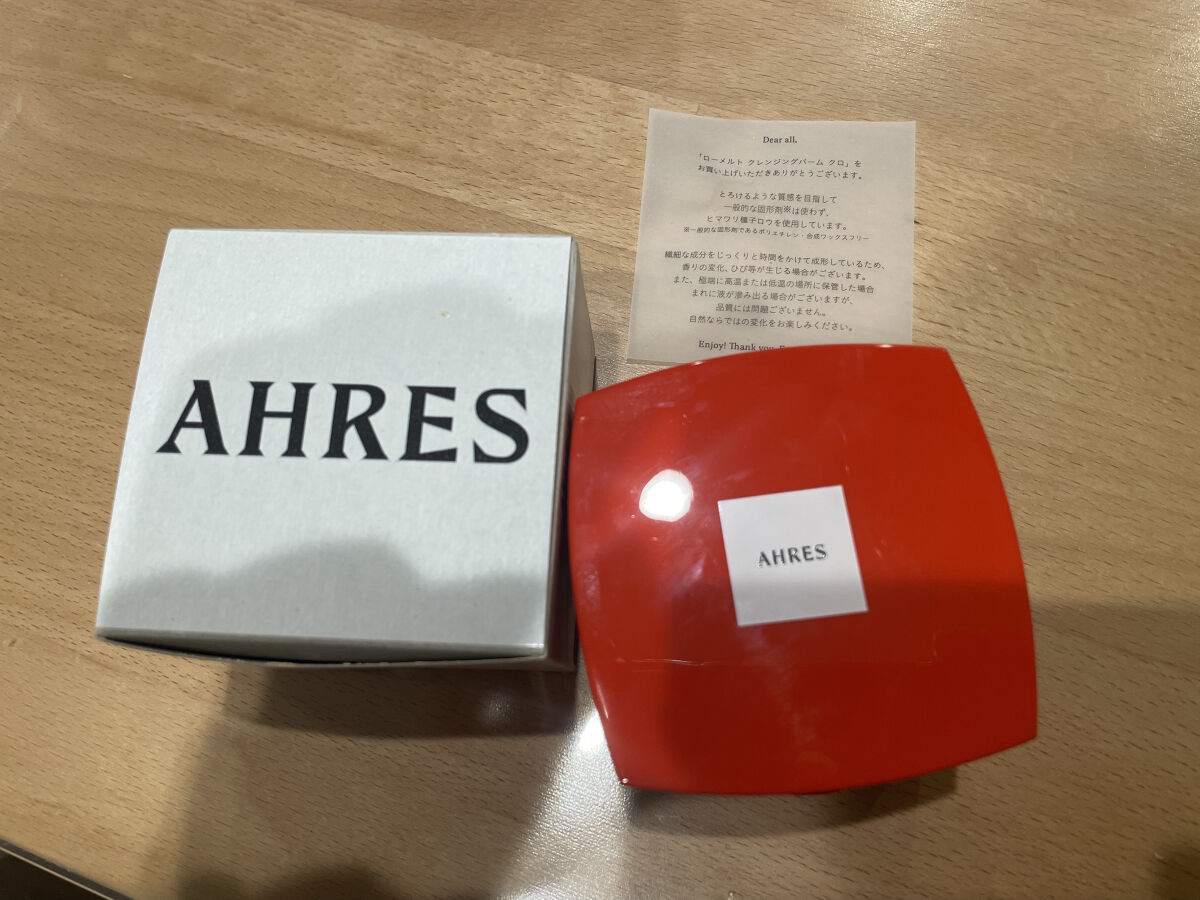 AHRES
Dear all,
「ローメルト クレンジングバーム クロ」を
お買い上げいただきありがとうございます。
とろけるような質感を目指して
一般的な固形剤※は使わず、
ヒマワリ種子ロウを使用しています。
※一般的な固形剤であるポリエチレン・合成ワックスフリー
繊細な成分をじっくりと時間をかけて成形しているため、
香りの変化、ひび等が生じる場合がございます。
また、極端に高温または低温の場所に保管した場合
まれに液が滲み出る場合がございますが、
品質には問題ございません。
自然ならではの変化をお楽しみください。
Enjoy! Thank you.
AHRES